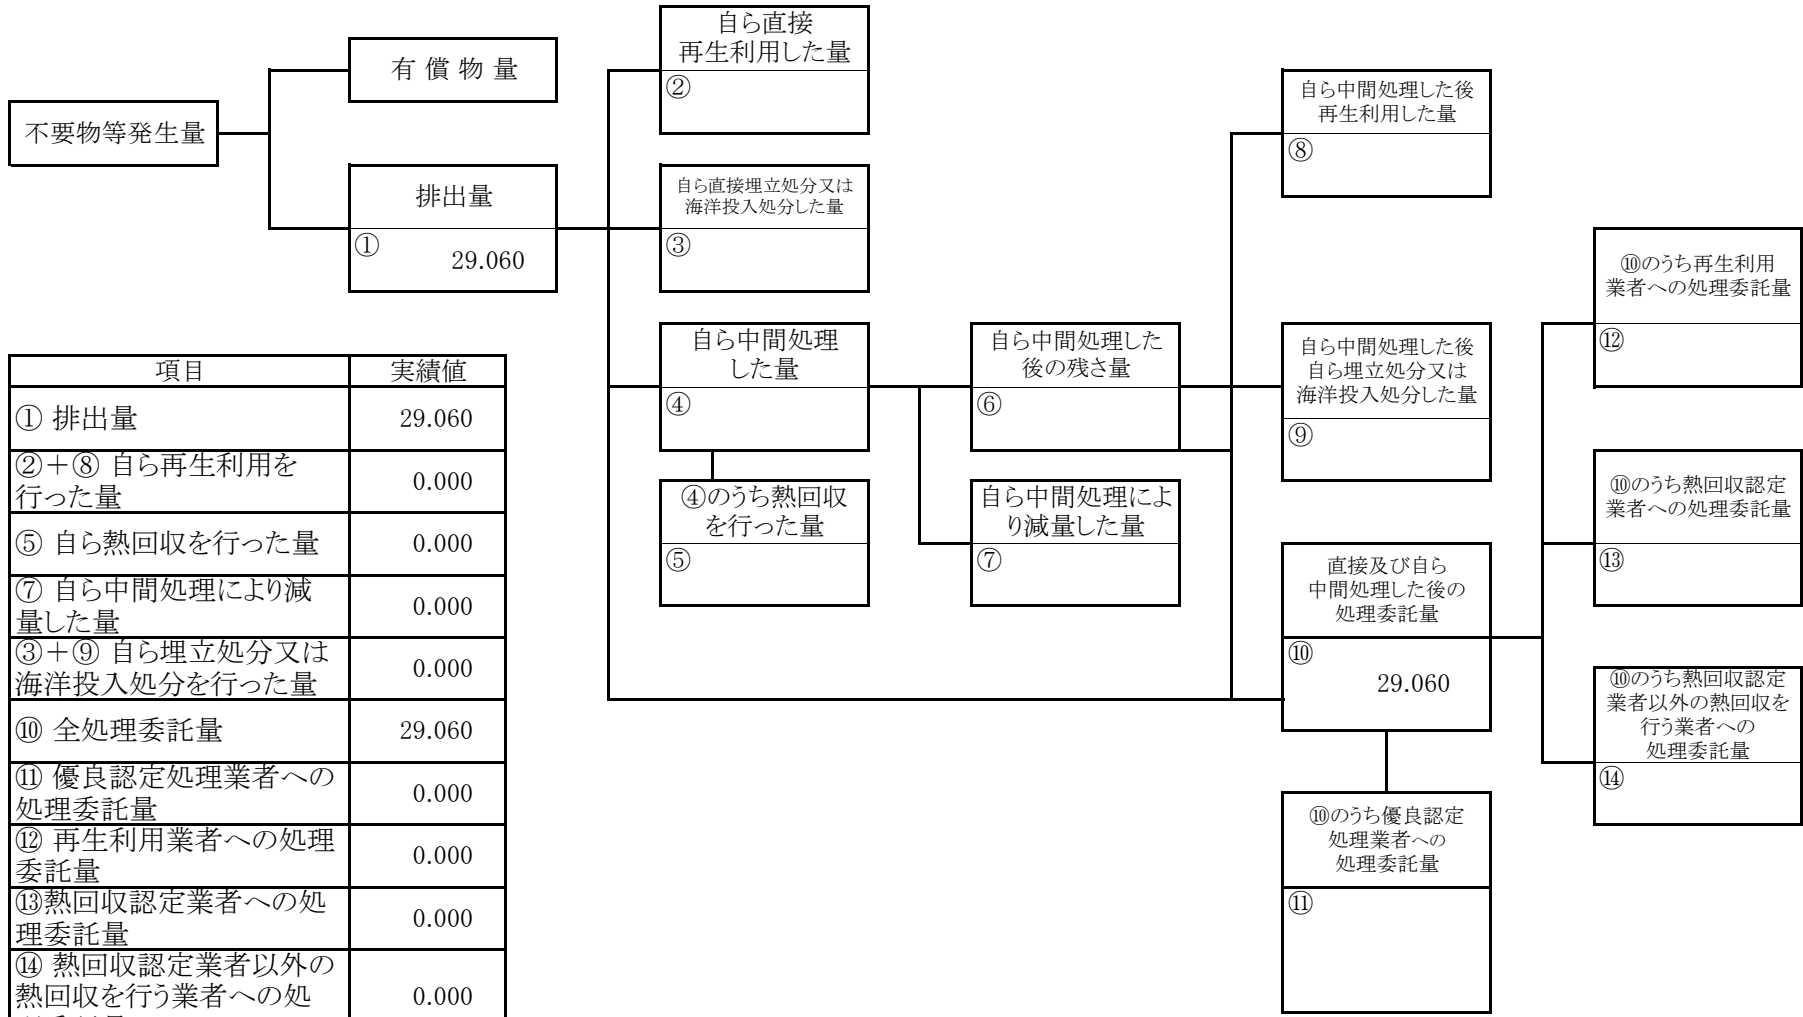 自ら直接
再生利用した量
②
有 償 物 量
不要物等発生量
排出量
①
29.060
自ら直接埋立処分又は
海洋投入処分した量
③
自ら中間処理
した量
④
④のうち熱回収
を行った量
⑤
自ら中間処理した
後の残さ量
⑥
自ら中間処理によ
り減量した量
⑦
自ら中間処理した後
再生利用した量
⑧
自ら中間処理した後
自ら埋立処分又は
海洋投入処分した量
⑨
直接及び自ら
中間処理した後の
処理委託量
⑩
29.060
⑩のうち優良認定
処理業者への
処理委託量
⑪
⑩のうち再生利用
業者への処理委託量
⑫
⑩のうち熱回収認定
業者への処理委託量
⑬
⑩のうち熱回収認定
業者以外の熱回収を
行う業者への
処理委託量
⑭
項目 実績値
① 排出量 29.060
②+⑧ 自ら再生利用を
行った量 0.000
⑤ 自ら熱回収を行った量 0.000
⑦ 自ら中間処理により減
量した量 0.000
③+⑨ 自ら埋立処分又は
海洋投入処分を行った量 0.000
⑩ 全処理委託量 29.060
⑪ 優良認定処理業者への
処理委託量 0.000
⑫ 再生利用業者への処理
委託量 0.000
⑬熱回収認定業者への処
理委託量 0.000
⑭ 熱回収認定業者以外の
熱回収を行う業者への処 0.000